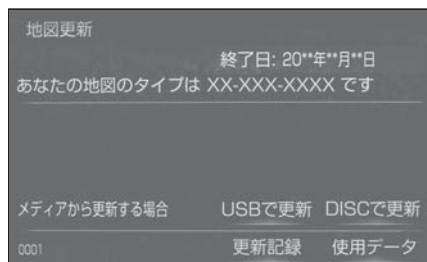 地図更新
終了日: 20**年**月**日
あなたの地図のタイプは XX-XXX-XXXX です
メディアから更新する場合 USBで更新 DISCで更新
0001 更新記録 使用データ